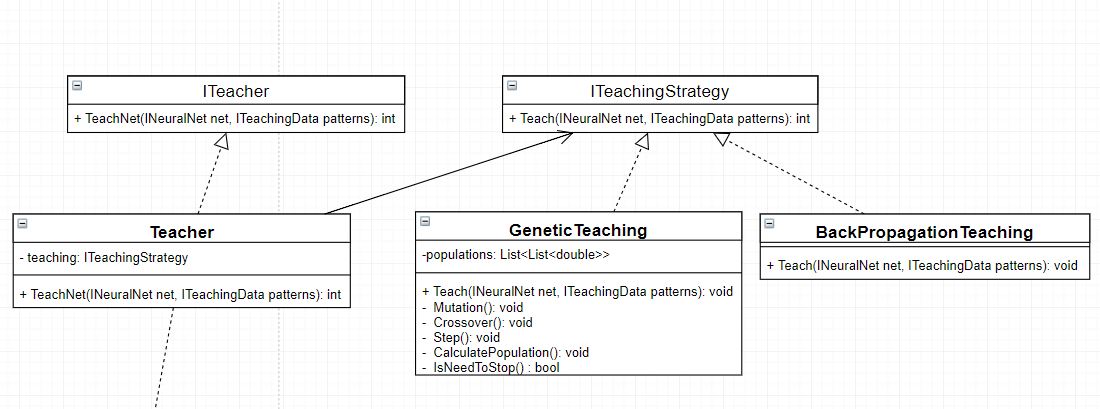 ITeacher
+ TeachNet(INeuralNet net, ITeachingData patterns): int
ITeachingStrategy
+ Teach(INeuralNet net, ITeachingData patterns): int
Teacher
- teaching: ITeachingStrategy
+ TeachNet(INeuralNet net, ITeachingData patterns): int
GeneticTeaching
-populations: List<List<double>>
+ Teach(INeuralNet net, ITeachingData patterns): void
- Mutation(): void
- Crossover(): void
- Step(): void
- CalculatePopulation(): void
- IsNeedToStop() : bool
BackPropagationTeaching
+ Teach(INeuralNet net, ITeachingData patterns): void